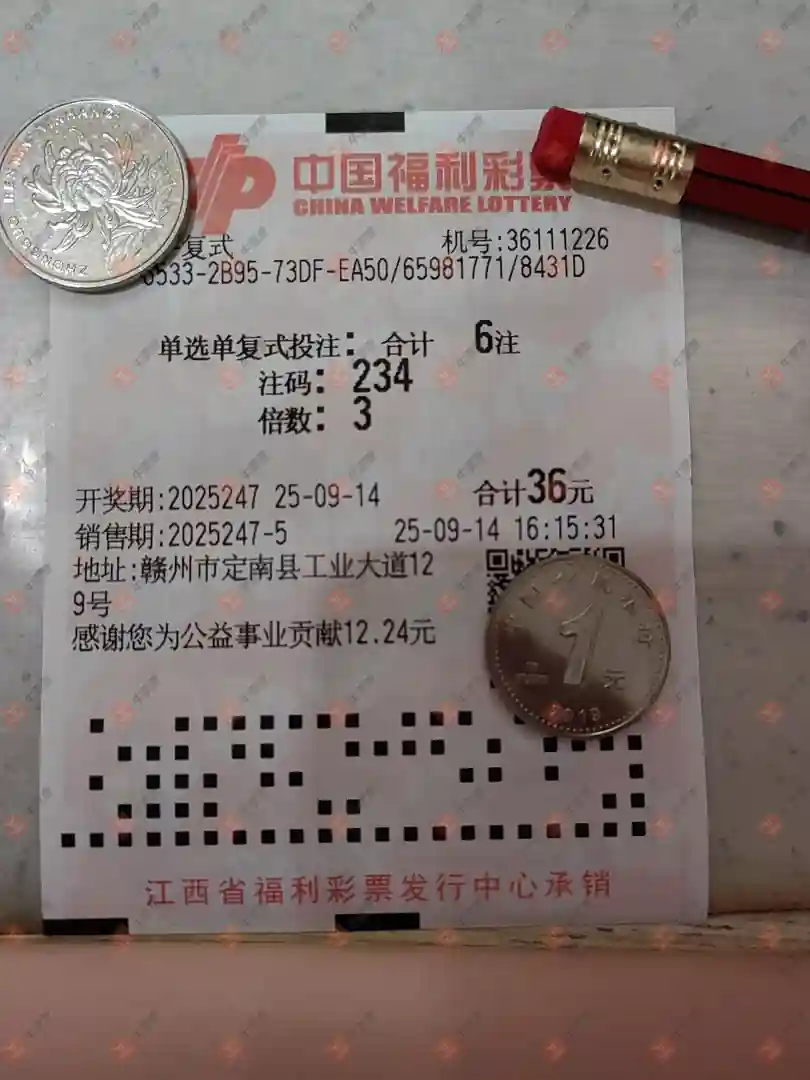 中国福利彩票
CHINA WELFARE LOTTERY
复式 机号:36111226
533-2B95-73DF-EA50/65981771/8431D
单选单复式投注: 合计 6注
注码: 234
倍数: 3
开奖期:2025247 25-09-14 合计36元
销售期:2025247-5 25-09-14 16:15:31
地址:赣州市定南县工业大道12
9号
感谢您为公益事业贡献12.24元
1
元
2019
江西省福利彩票发行中心承销